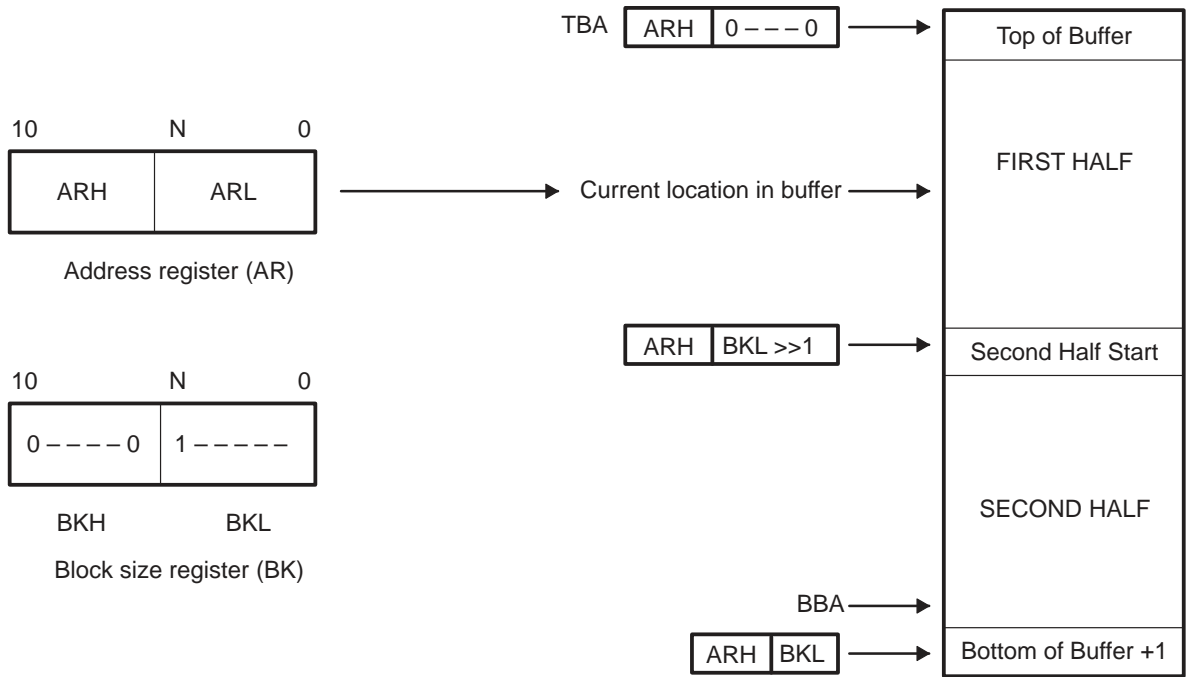 TBA ARH 0 – – – 0 Top of Buffer
10 N 0
ARH ARL
Current location in buffer
FIRST HALF
Address register (AR)
ARH BKL >>1 Second Half Start
10 N 0
0 – – – – 0 1 – – – – –
BKH BKL
Block size register (BK)
SECOND HALF
BBA
ARH BKL Bottom of Buffer +1